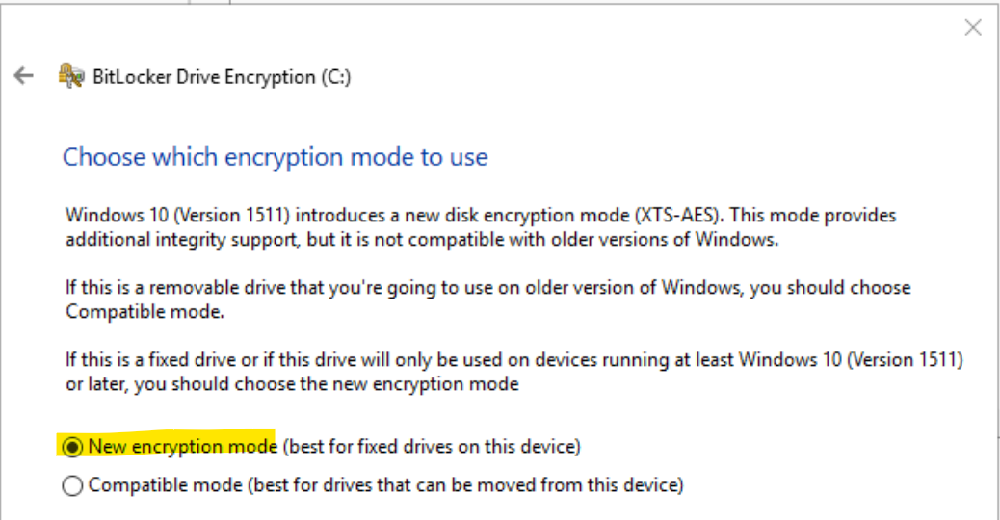 BitLocker Drive Encryption (C:)
Choose which encryption mode to use
Windows 10 (Version 1511) introduces a new disk encryption mode (XTS-AES). This mode provides
additional integrity support, but it is not compatible with older versions of Windows.
If this is a removable drive that you're going to use on older version of Windows, you should choose
Compatible mode.
If this is a fixed drive or if this drive will only be used on devices running at least Windows 10 (Version 1511)
or later, you should choose the new encryption mode
New encryption mode (best for fixed drives on this device)
Compatible mode (best for drives that can be moved from this device)